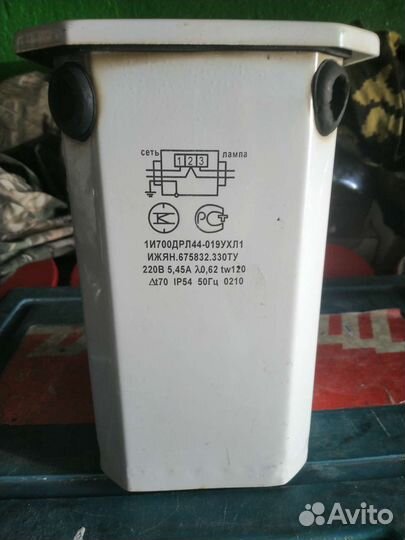 сеть лампа
1 2 3
К
РСТ
1И700ДРЛ44-019УХЛ1
ИЖЯН.675832.330ТУ
220В 5,45А λ0,62 tw120
Δt70 IP54 50Гц 0210
Avito